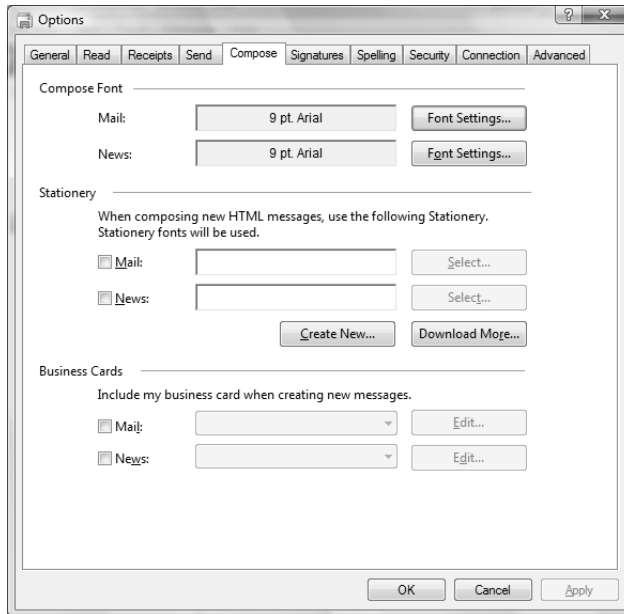 Options
General Read Receipts Send Compose Signatures Spelling Security Connection Advanced
Compose Font
Mail: 9 pt. Arial Font Settings...
News: 9 pt. Arial Font Settings...
Stationery
When composing new HTML messages, use the following Stationery.
Stationery fonts will be used.
Mail: Select...
News: Select...
Create New... Download More...
Business Cards
Include my business card when creating new messages.
Mail: Edit...
News: Edit...
OK Cancel Apply